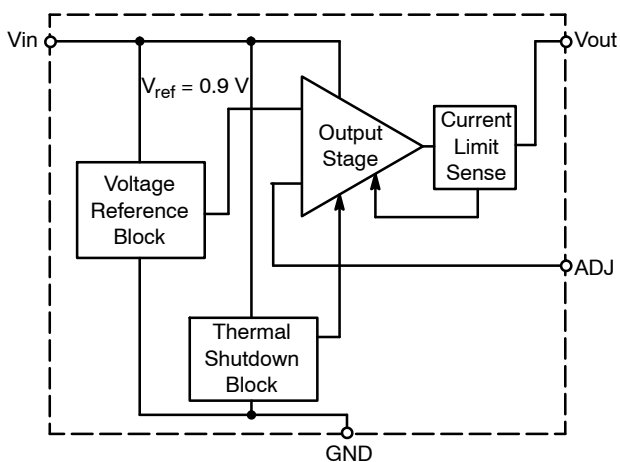 Vin
Vout
Vref = 0.9 V
Output
Stage
Current
Limit
Sense
Voltage
Reference
Block
ADJ
Thermal
Shutdown
Block
GND